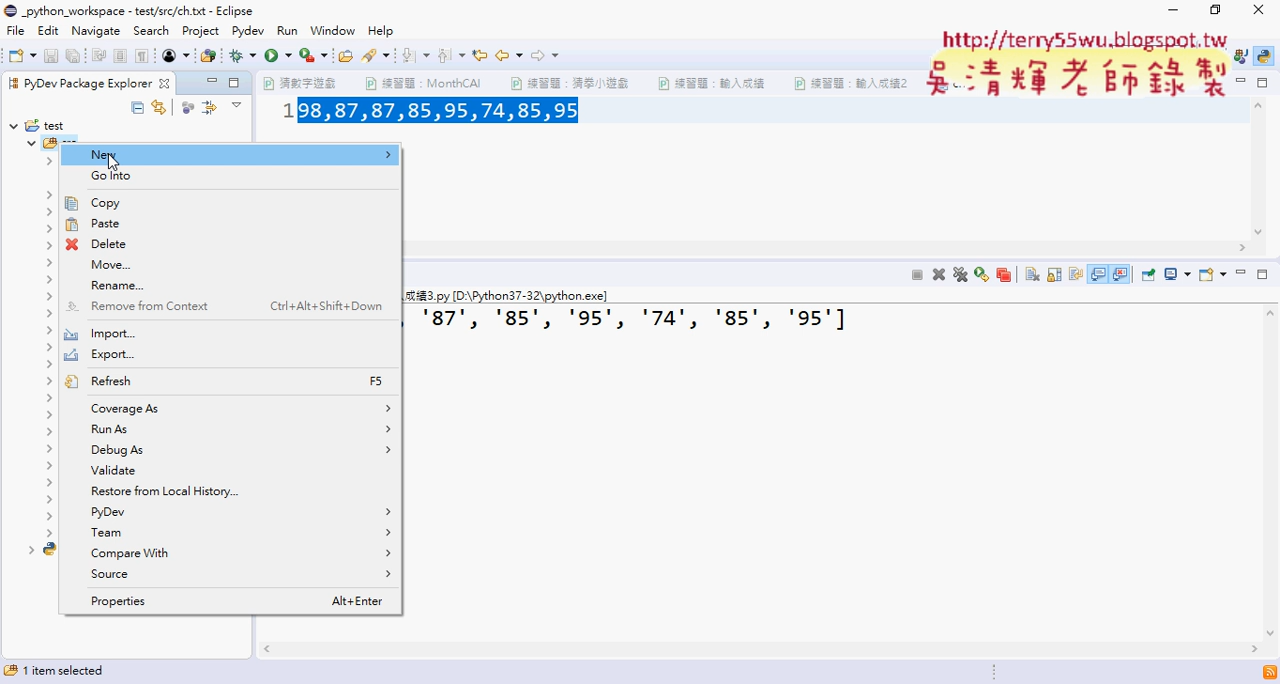 _python_workspace - test/src/ch.txt - Eclipse
File Edit Navigate Search Project Pydev Run Window Help
http://terry55wu.blogspot.tw
吳清輝老師錄製
PyDev Package Explorer
猜數字遊戲
練習題：MonthCAl
練習題：猜拳小遊戲
練習題：輸入成績
練習題：輸入成績2
1 98,87,87,85,95,74,85,95
test
New
Go Into
Copy
Paste
Delete
Move...
Rename...
Remove from Context Ctrl+Alt+Shift+Down
Import...
Export...
Refresh F5
Coverage As
Run As
Debug As
Validate
Restore from Local History...
PyDev
Team
Compare With
Source
Properties Alt+Enter
成績3.py [D:\Python37-32\python.exe]
, '87', '85', '95', '74', '85', '95']
1 item selected